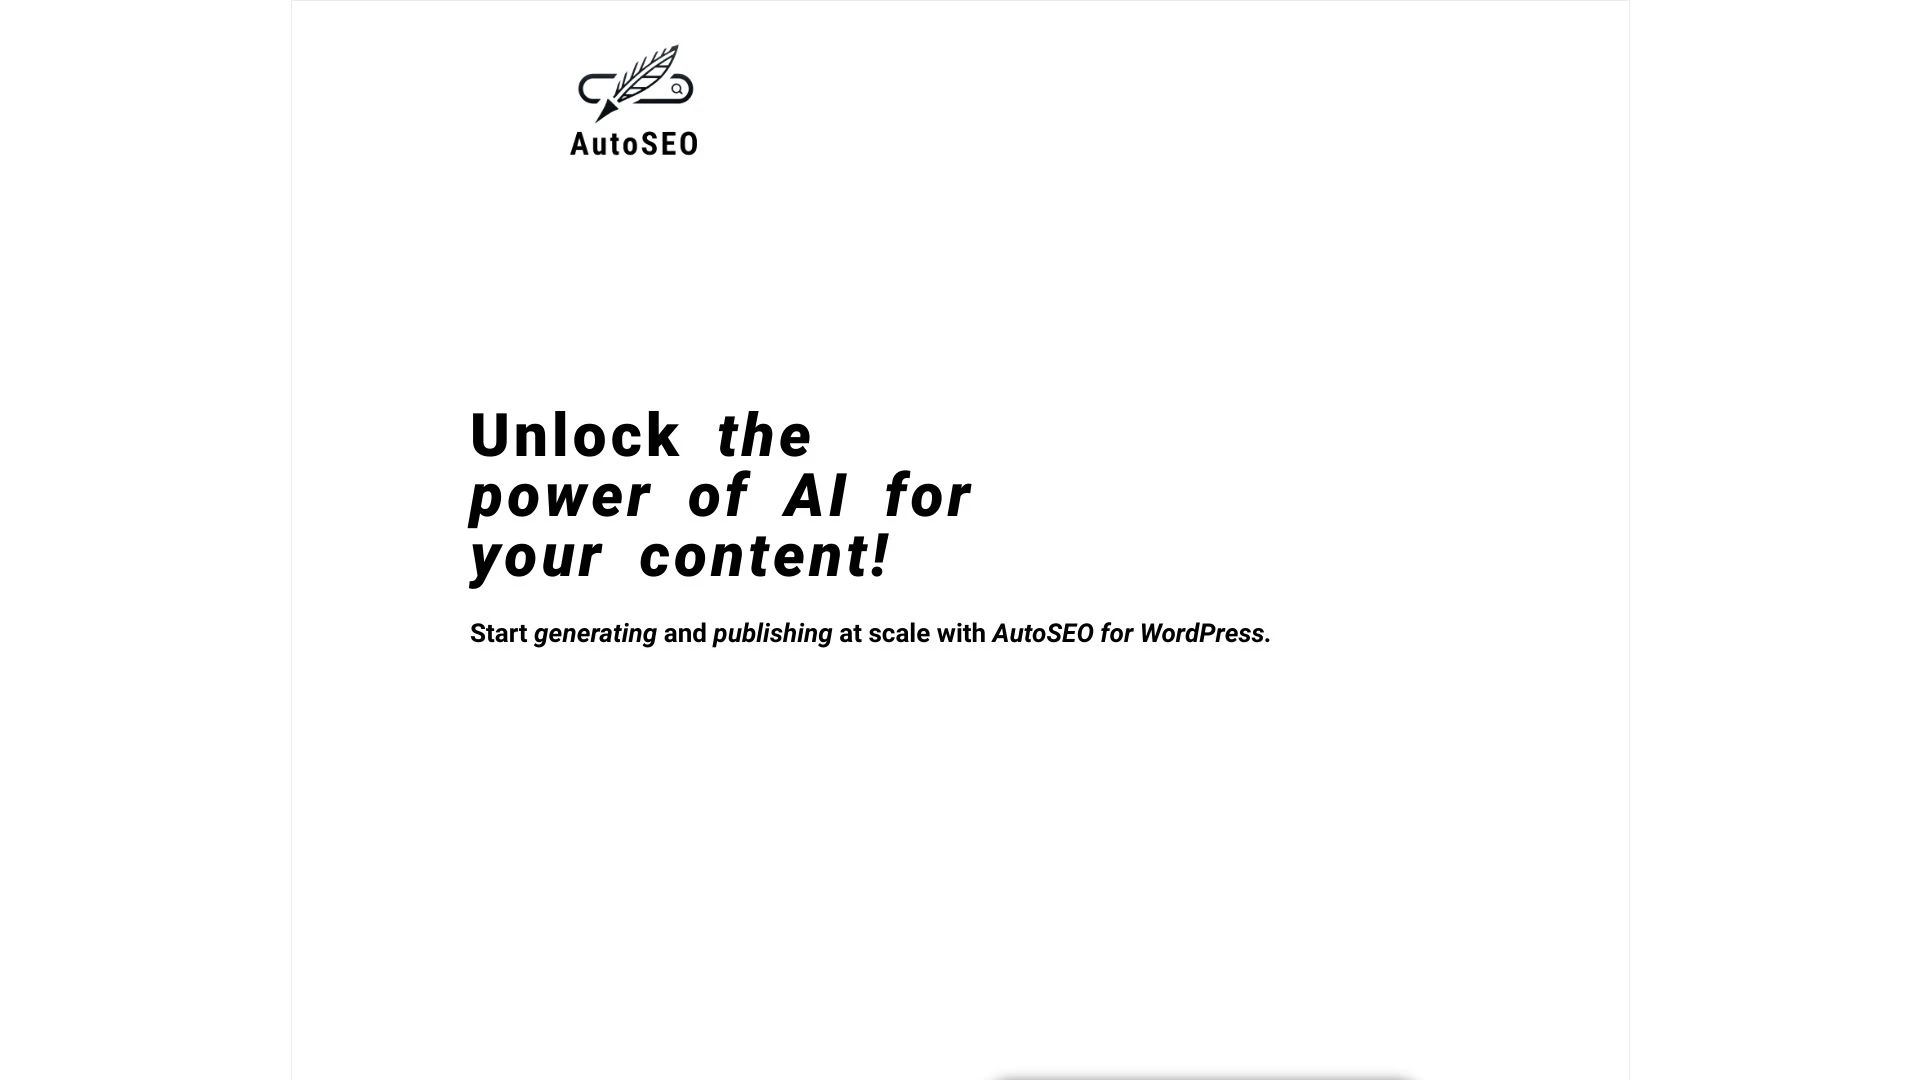 AutoSEO
Unlock the
power of AI for
your content!
Start generating and publishing at scale with AutoSEO for WordPress.